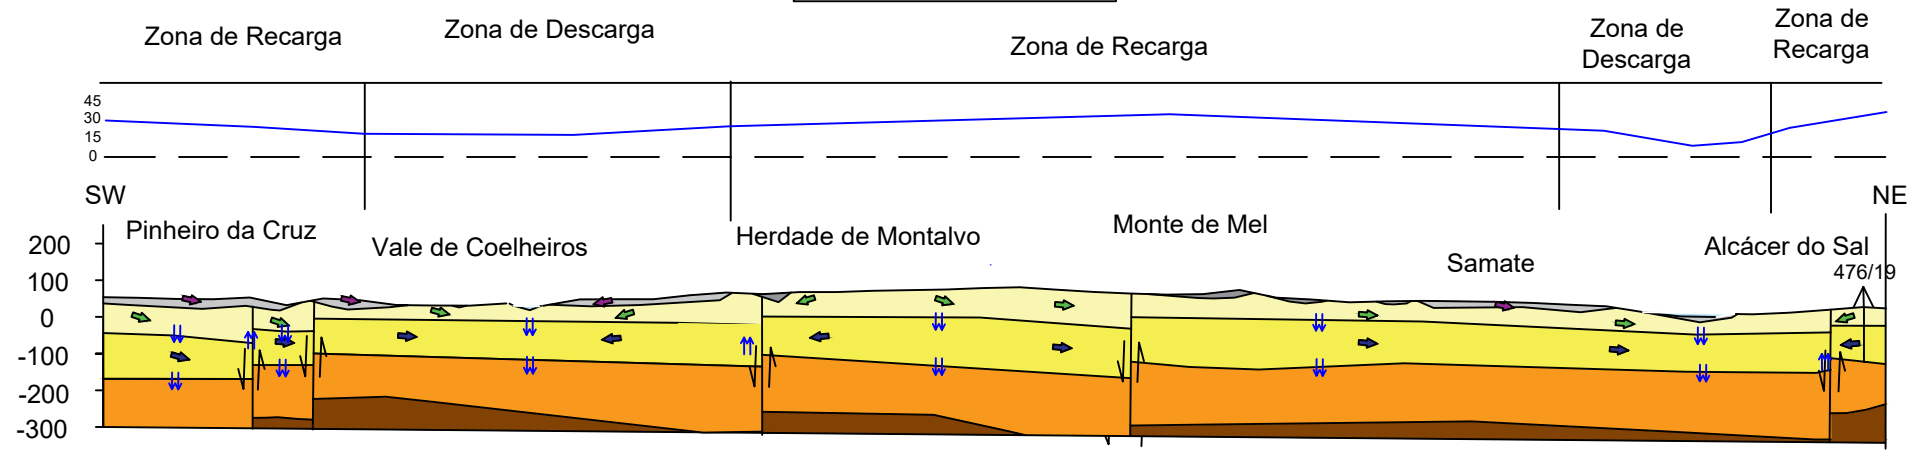 Zona de Recarga
Zona de Descarga
Zona de Recarga
Zona de
Descarga
Zona de
Recarga
45
30
15
0
SW
NE
Pinheiro da Cruz
Vale de Coelheiros
Herdade de Montalvo
Monte de Mel
Samate
Alcácer do Sal
476/19
200
100
0
-100
-200
-300